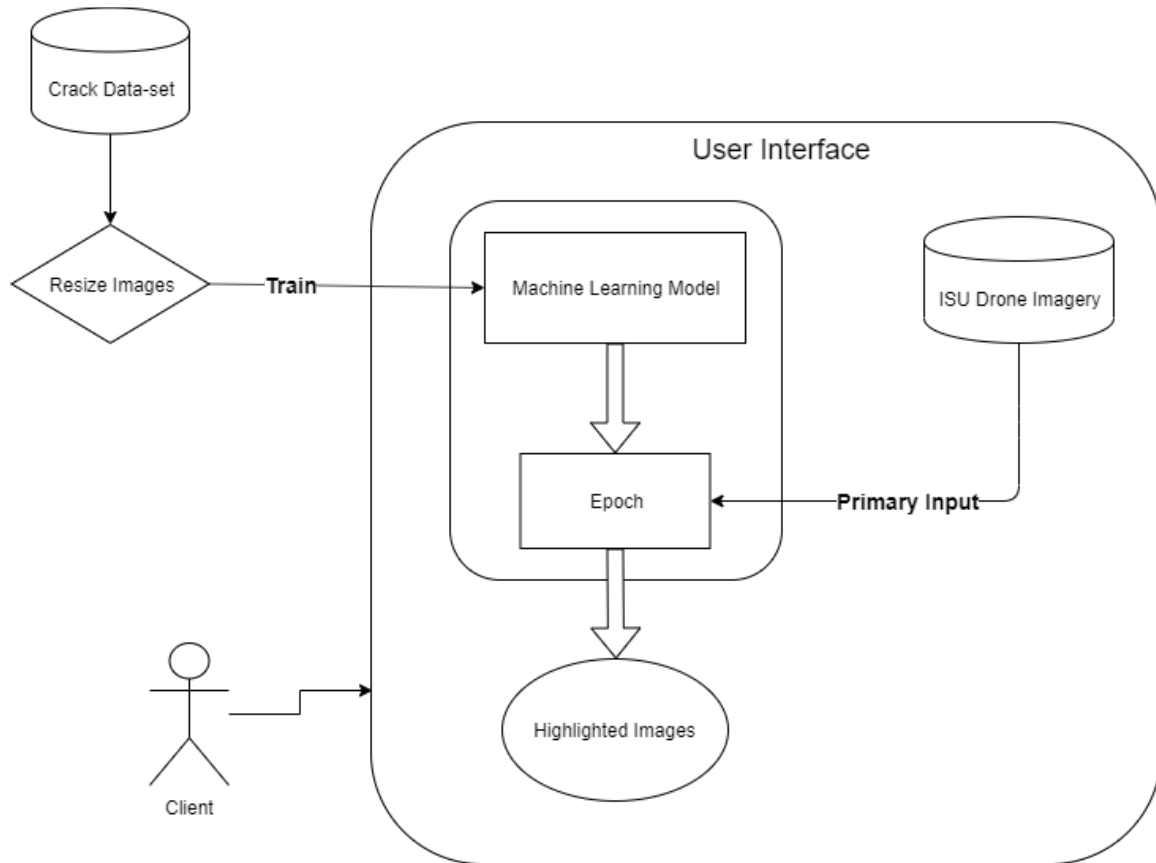 Crack Data-set
User Interface
Resize Images
Train
Machine Learning Model
ISU Drone Imagery
Epoch
Primary Input
Highlighted Images
Client